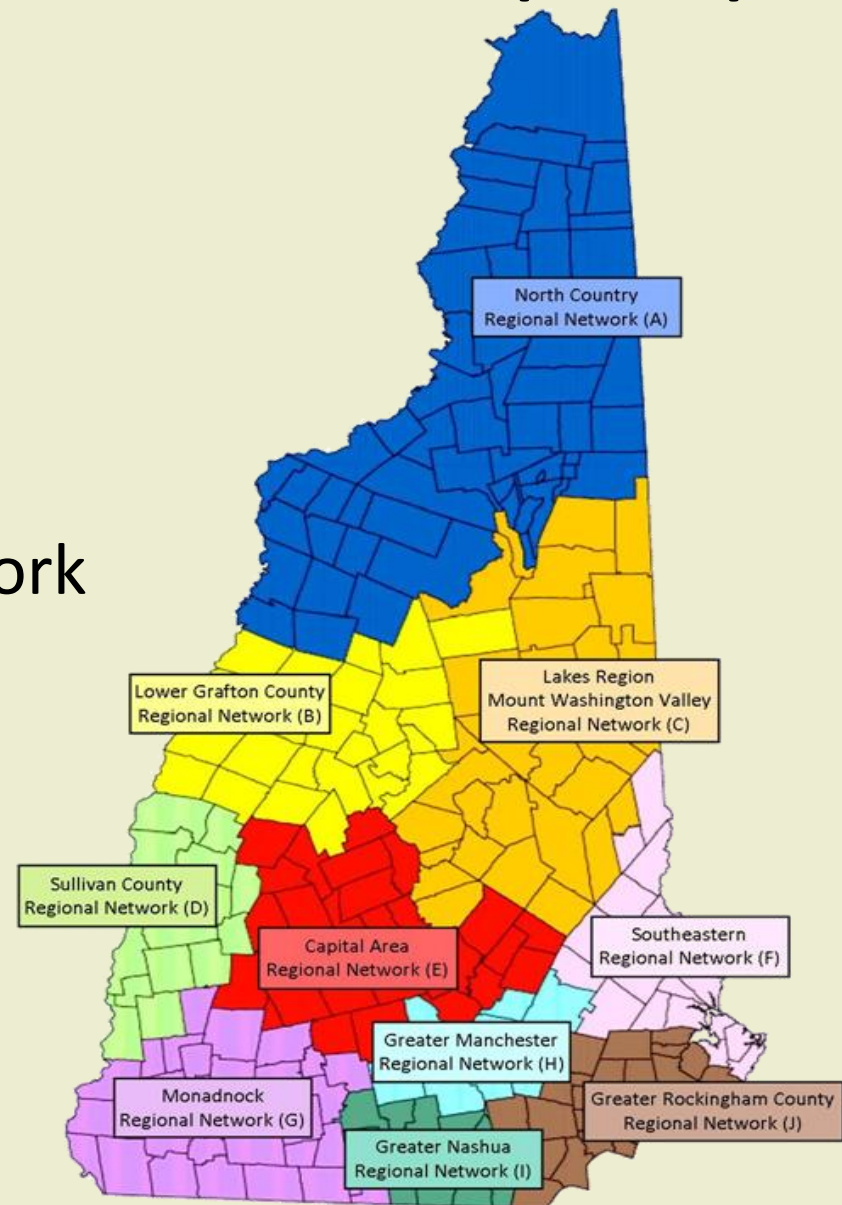 North Country
Regional Network (A)
ork
Lower Grafton County
Regional Network (B)
Lakes Region
Mount Washington Valley
Regional Network (C)
Sullivan County
Regional Network (D)
Capital Area
Regional Network (E)
Southeastern
Regional Network (F)
Greater Manchester
Regional Network (H)
Monadnock
Regional Network (G)
Greater Rockingham County
Regional Network (J)
Greater Nashua
Regional Network (I)